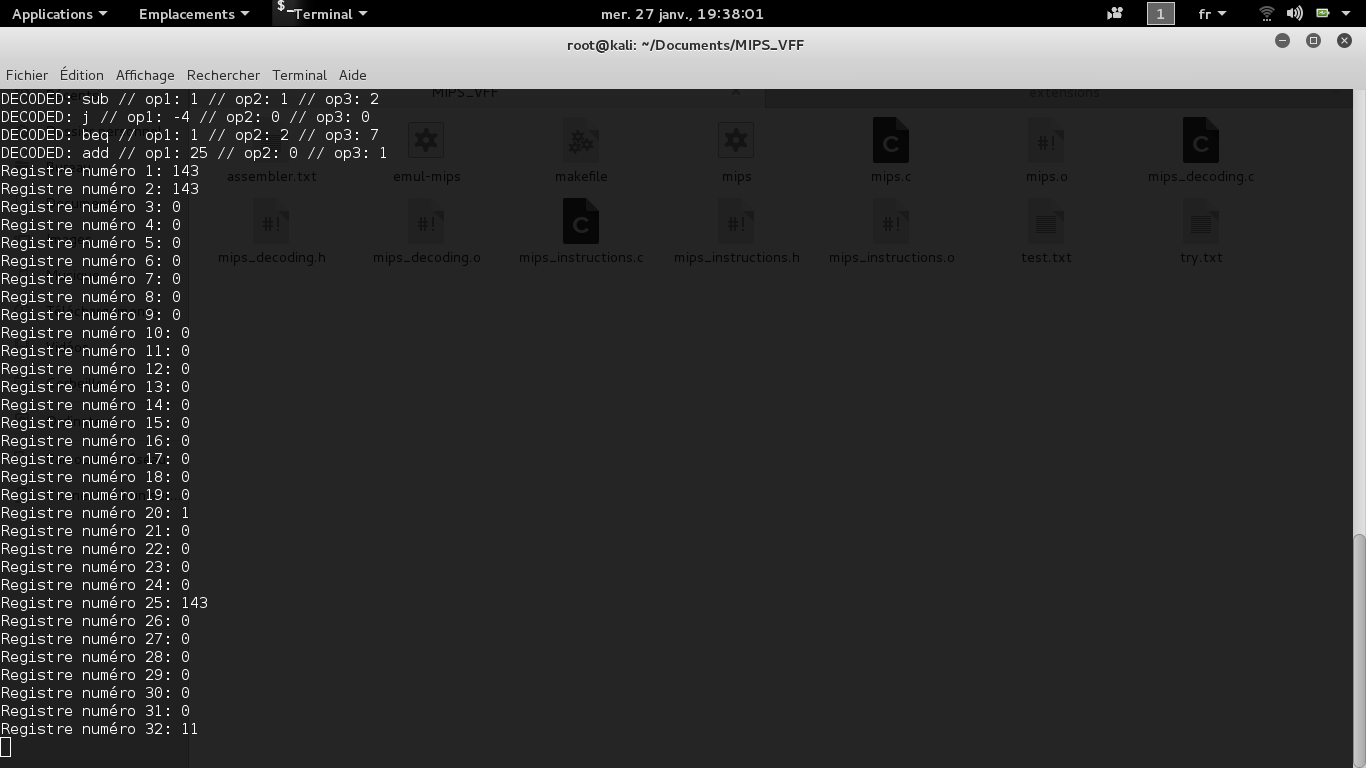 Applications Emplacements Terminal mer. 27 janv., 19:38:01 1 fr
root@kali: ~/Documents/MIPS_VFF
Fichier Édition Affichage Rechercher Terminal Aide
MIPS_VFF extensions
DECODED: sub // op1: 1 // op2: 1 // op3: 2
DECODED: j // op1: -4 // op2: 0 // op3: 0
DECODED: beq // op1: 1 // op2: 2 // op3: 7
DECODED: add // op1: 25 // op2: 0 // op3: 1
Registre numéro 1: 143
Registre numéro 2: 143
Registre numéro 3: 0
Registre numéro 4: 0
Registre numéro 5: 0
Registre numéro 6: 0
Registre numéro 7: 0
Registre numéro 8: 0
Registre numéro 9: 0
Registre numéro 10: 0
Registre numéro 11: 0
Registre numéro 12: 0
Registre numéro 13: 0
Registre numéro 14: 0
Registre numéro 15: 0
Registre numéro 16: 0
Registre numéro 17: 0
Registre numéro 18: 0
Registre numéro 19: 0
Registre numéro 20: 1
Registre numéro 21: 0
Registre numéro 22: 0
Registre numéro 23: 0
Registre numéro 24: 0
Registre numéro 25: 143
Registre numéro 26: 0
Registre numéro 27: 0
Registre numéro 28: 0
Registre numéro 29: 0
Registre numéro 30: 0
Registre numéro 31: 0
Registre numéro 32: 11
assembler.txt emul-mips makefile mips mips.c mips.o mips_decoding.c
mips_decoding.h mips_decoding.o mips_instructions.c mips_instructions.h mips_instructions.o test.txt try.txt